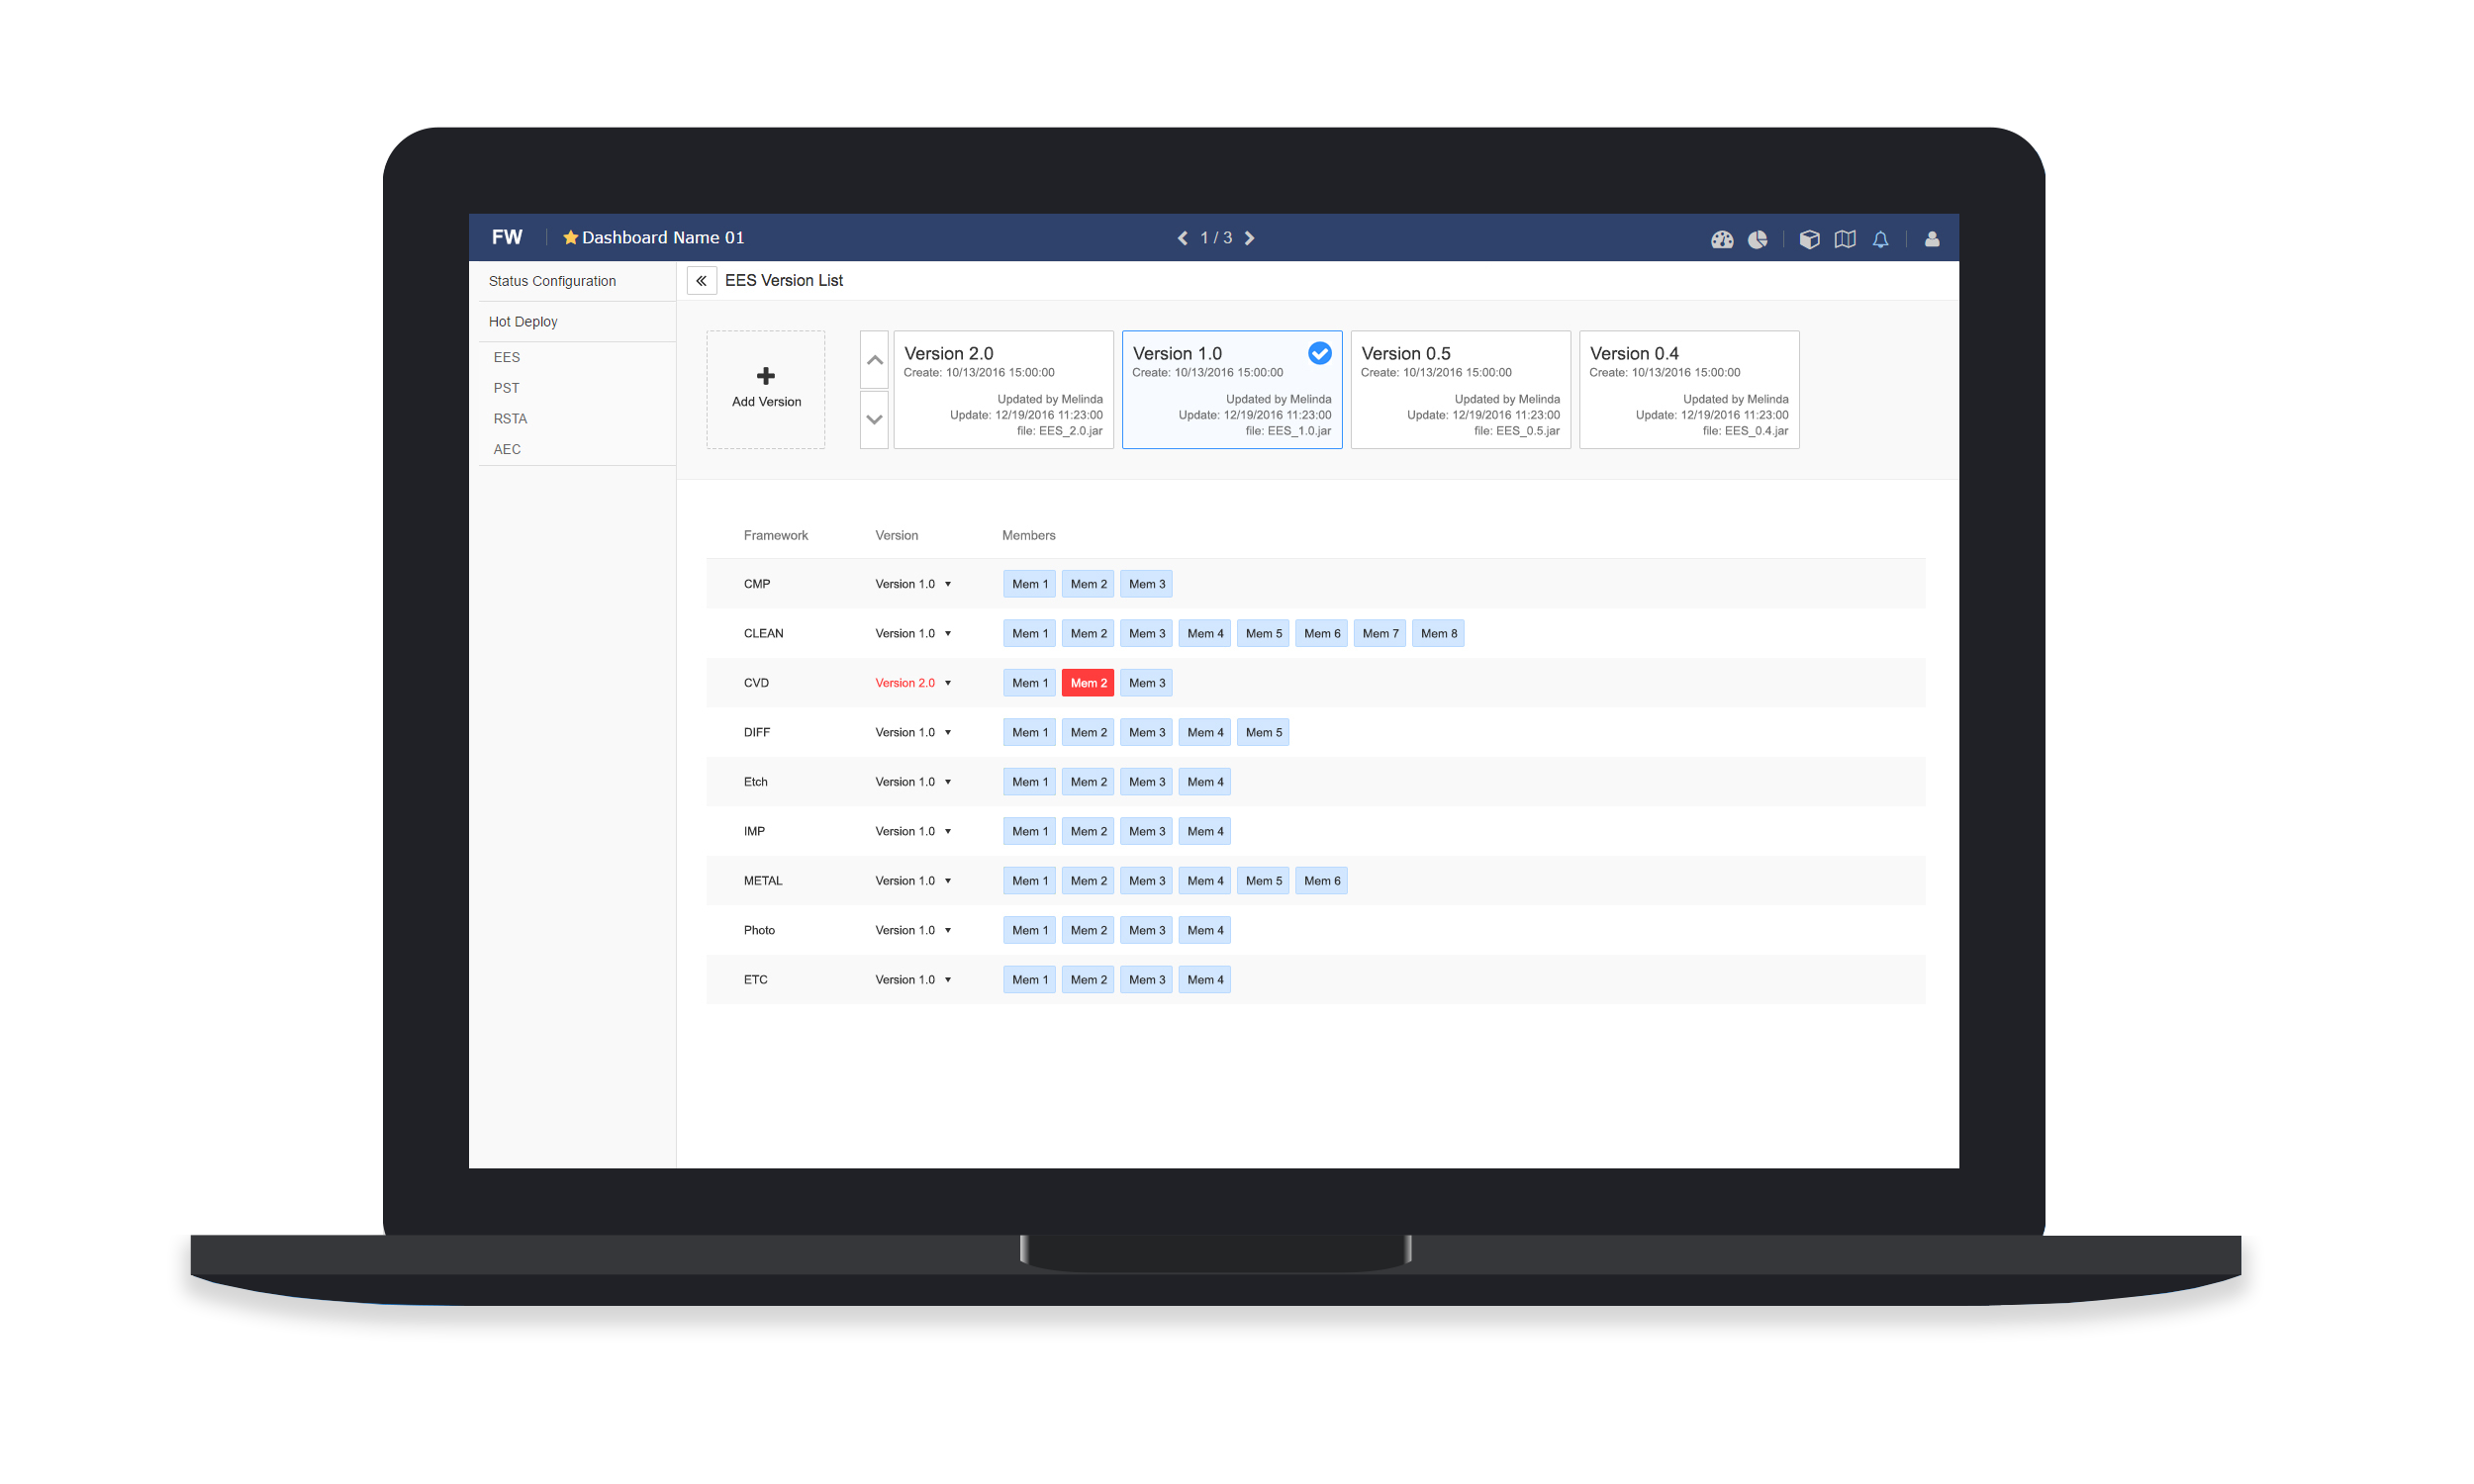 FW
Dashboard Name 01
1 / 3
Status Configuration
Hot Deploy
EES
PST
RSTA
AEC
EES Version List
Add Version
Version 2.0
Create: 10/13/2016 15:00:00
Updated by Melinda
Update: 12/19/2016 11:23:00
file: EES_2.0.jar
Version 1.0
Create: 10/13/2016 15:00:00
Updated by Melinda
Update: 12/19/2016 11:23:00
file: EES_1.0.jar
Version 0.5
Create: 10/13/2016 15:00:00
Updated by Melinda
Update: 12/19/2016 11:23:00
file: EES_0.5.jar
Version 0.4
Create: 10/13/2016 15:00:00
Updated by Melinda
Update: 12/19/2016 11:23:00
file: EES_0.4.jar
Framework Version Members
CMP Version 1.0 Mem 1 Mem 2 Mem 3
CLEAN Version 1.0 Mem 1 Mem 2 Mem 3 Mem 4 Mem 5 Mem 6 Mem 7 Mem 8
CVD Version 2.0 Mem 1 Mem 2 Mem 3
DIFF Version 1.0 Mem 1 Mem 2 Mem 3 Mem 4 Mem 5
Etch Version 1.0 Mem 1 Mem 2 Mem 3 Mem 4
IMP Version 1.0 Mem 1 Mem 2 Mem 3 Mem 4
METAL Version 1.0 Mem 1 Mem 2 Mem 3 Mem 4 Mem 5 Mem 6
Photo Version 1.0 Mem 1 Mem 2 Mem 3 Mem 4
ETC Version 1.0 Mem 1 Mem 2 Mem 3 Mem 4